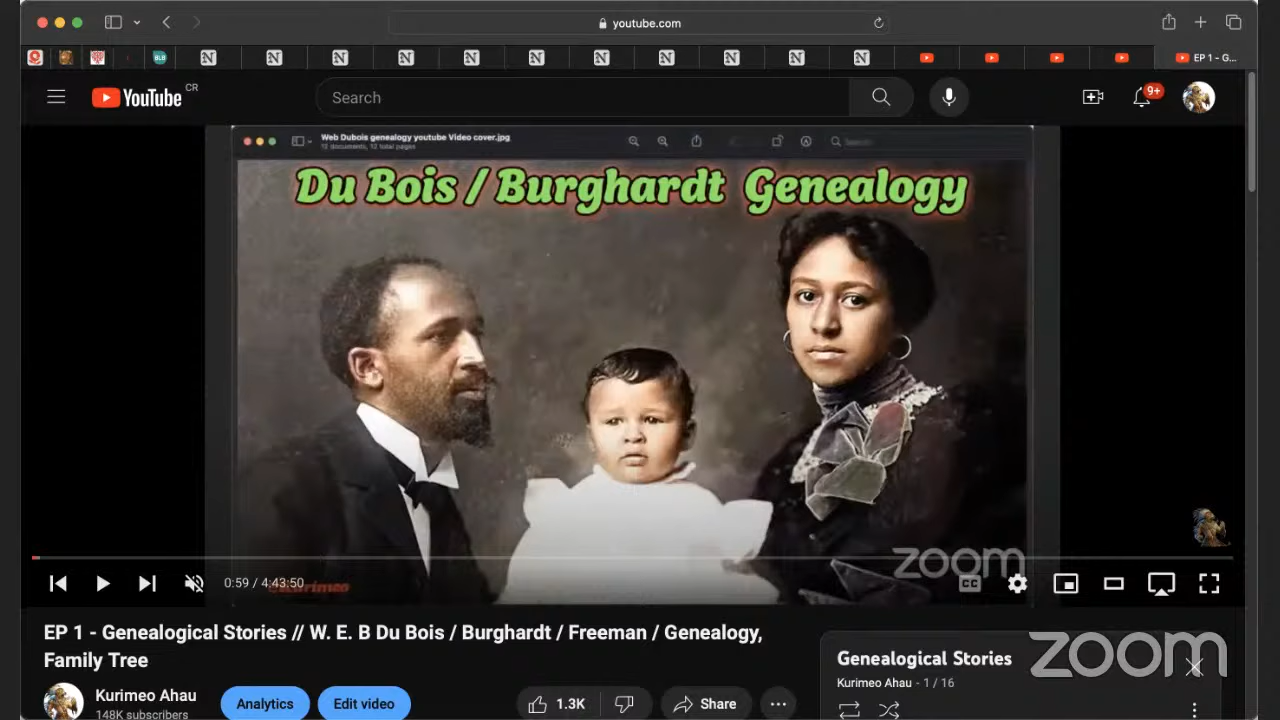 youtube.com
EP 1 - G...
YouTube CR
Search
9+
Web Dubois genealogy youtube Video cover.jpg
12 documents, 12 total pages
Search
Du Bois / Burghardt Genealogy
zoom
CC
0:59 / 4:43:50
EP 1 - Genealogical Stories // W. E. B Du Bois / Burghardt / Freeman / Genealogy,
Family Tree
Genealogical Stories
Kurimeo Ahau - 1 / 16
zoom
Kurimeo Ahau
148K subscribers
Analytics
Edit video
1.3K
Share